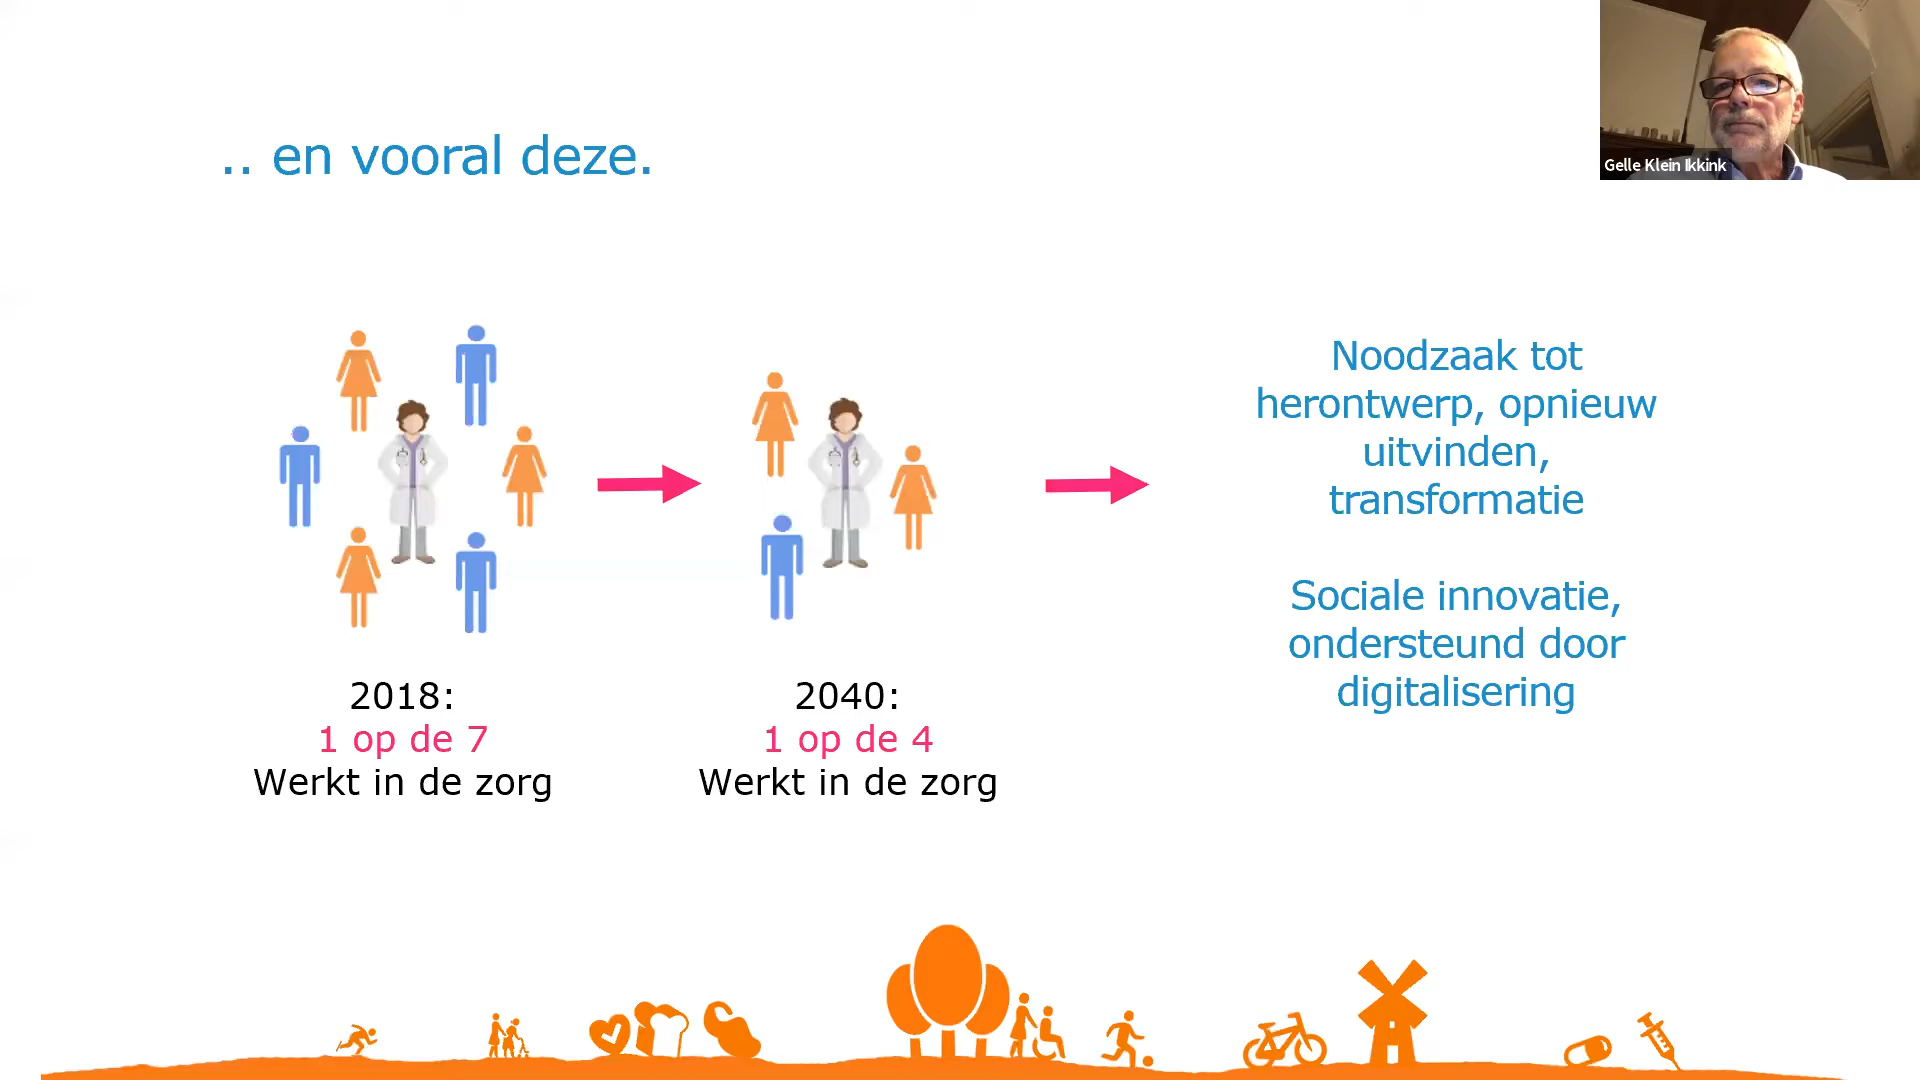 .. en vooral deze.
Gelle Klein Ikkink
Noodzaak tot
herontwerp, opnieuw
uitvinden,
transformatie
Sociale innovatie,
ondersteund door
digitalisering
2018:
1 op de 7
Werkt in de zorg
2040:
1 op de 4
Werkt in de zorg